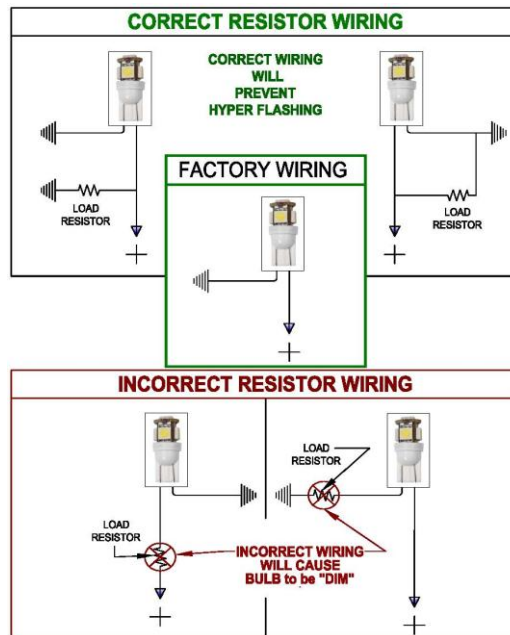 CORRECT RESISTOR WIRING
CORRECT WIRING
WILL
PREVENT
HYPER FLASHING
LOAD
RESISTOR
+
LOAD
RESISTOR
+
FACTORY WIRING
+
INCORRECT RESISTOR WIRING
LOAD
RESISTOR
LOAD
RESISTOR
INCORRECT WIRING
WILL CAUSE
BULB to be "DIM"
+
+